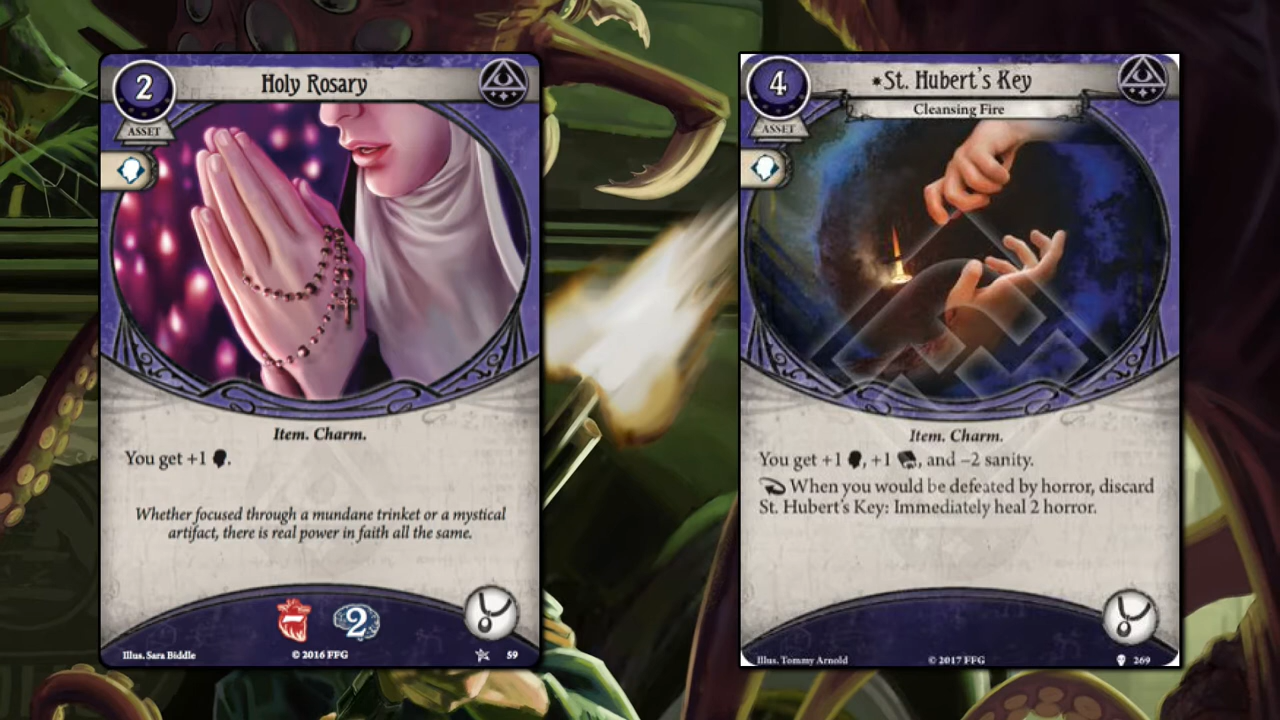 2
Holy Rosary
ASSET
Item. Charm.
You get +1 .
Whether focused through a mundane trinket or a mystical
artifact, there is real power in faith all the same.
– 2
Illus. Sara Biddle
© 2016 FFG
59
4
*St. Hubert's Key
Cleansing Fire
ASSET
Item. Charm.
You get +1 , +1 , and –2 sanity.
When you would be defeated by horror, discard
St. Hubert's Key: Immediately heal 2 horror.
Illus. Tommy Arnold
© 2017 FFG
269